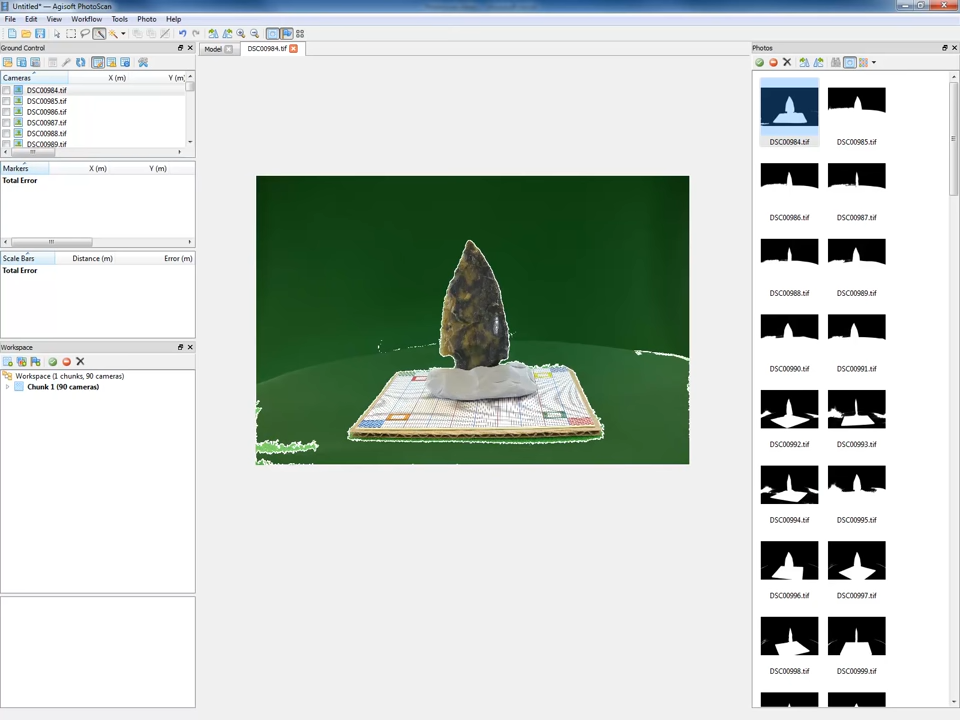 Untitled* — Agisoft PhotoScan
File Edit View Workflow Tools Photo Help
Ground Control
Model
DSC00984.tif
Photos
Cameras X (m) Y (m)
DSC00984.tif
DSC00985.tif
DSC00986.tif
DSC00987.tif
DSC00988.tif
DSC00989.tif
Markers X (m) Y (m)
Total Error
Scale Bars Distance (m) Error (m)
Total Error
Workspace
Workspace (1 chunks, 90 cameras)
Chunk 1 (90 cameras)
DSC00984.tif DSC00985.tif
DSC00986.tif DSC00987.tif
DSC00988.tif DSC00989.tif
DSC00990.tif DSC00991.tif
DSC00992.tif DSC00993.tif
DSC00994.tif DSC00995.tif
DSC00996.tif DSC00997.tif
DSC00998.tif DSC00999.tif